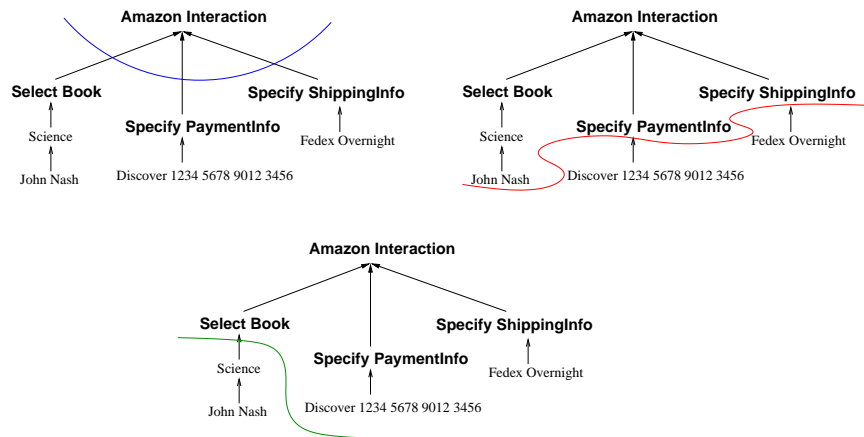 Amazon Interaction
Select Book
Specify ShippingInfo
Science
Specify PaymentInfo
Fedex Overnight
John Nash
Discover 1234 5678 9012 3456
Amazon Interaction
Select Book
Specify ShippingInfo
Science
Specify PaymentInfo
Fedex Overnight
John Nash
Discover 1234 5678 9012 3456
Amazon Interaction
Select Book
Specify ShippingInfo
Science
Specify PaymentInfo
Fedex Overnight
John Nash
Discover 1234 5678 9012 3456